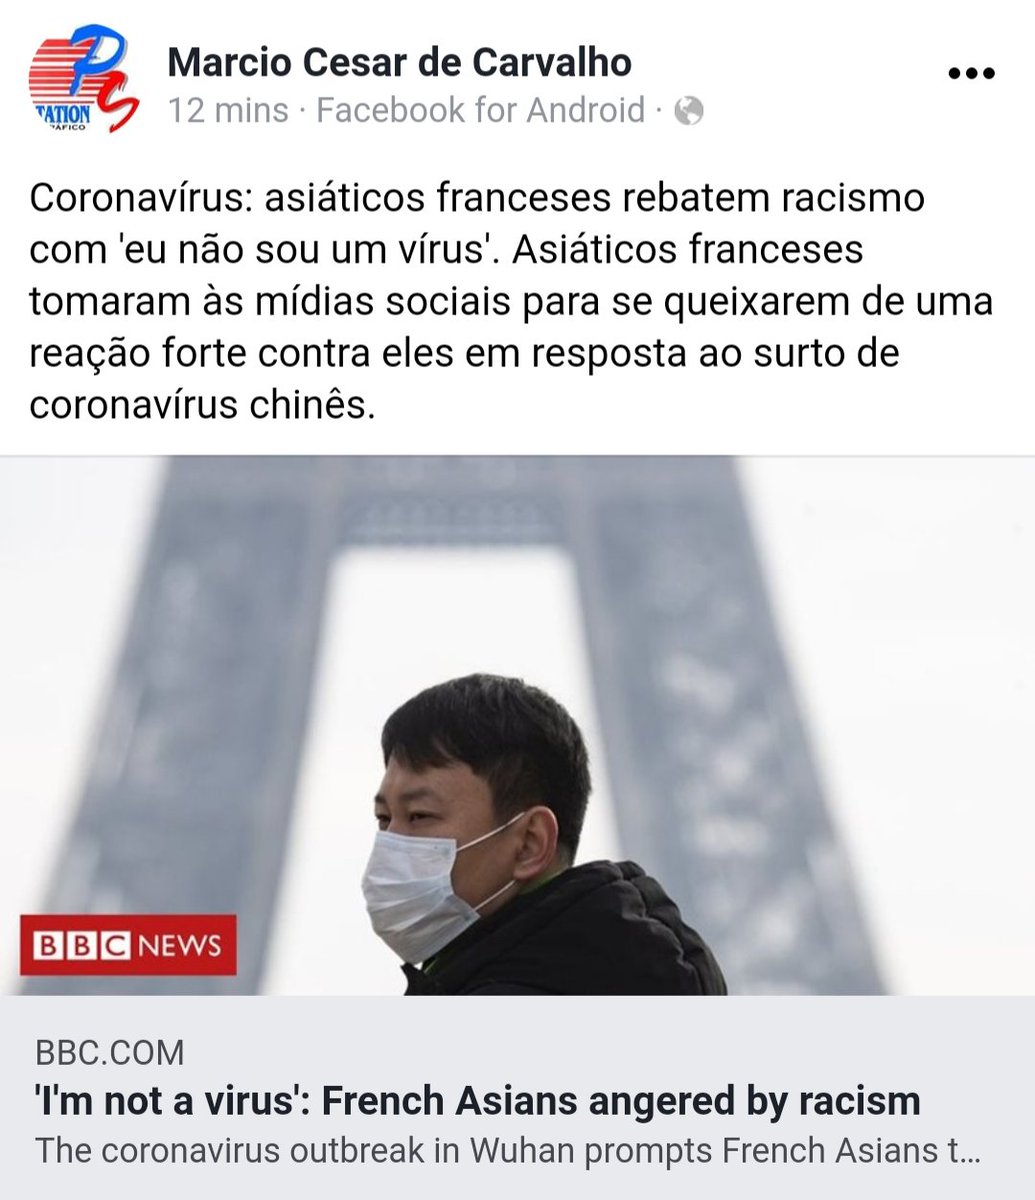 PS
TATION
Marcio Cesar de Carvalho
12 mins · Facebook for Android ·
Coronavírus: asiáticos franceses rebatem racismo
com 'eu não sou um vírus'. Asiáticos franceses
tomaram às mídias sociais para se queixarem de uma
reação forte contra eles em resposta ao surto de
coronavírus chinês.
BBC NEWS
BBC.COM
'I'm not a virus': French Asians angered by racism
The coronavirus outbreak in Wuhan prompts French Asians t...